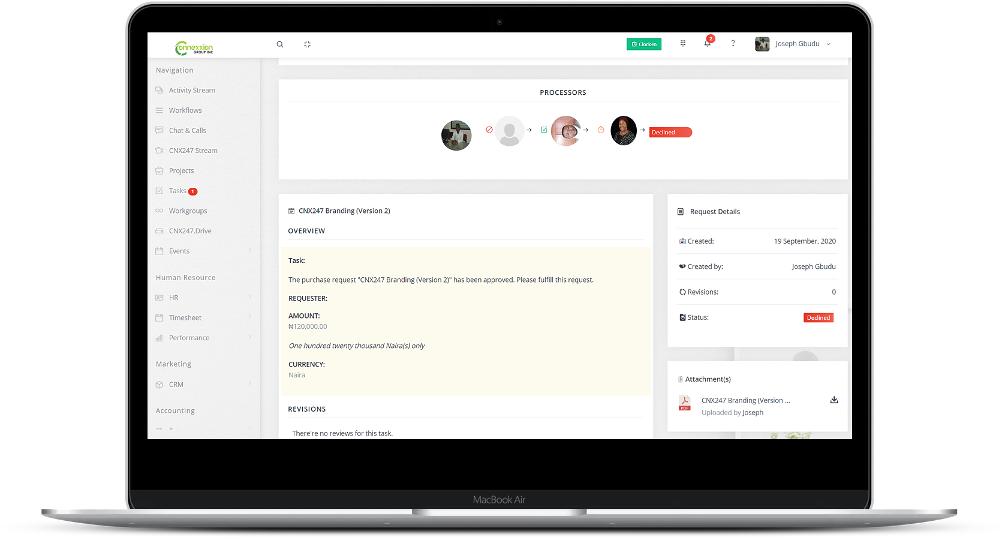 Connexxion
GROUP INC
Clock-In
2
?
Joseph Gbudu
Navigation
Activity Stream
Workflows
Chat & Calls
CNX247 Stream
Projects
Tasks 1
Workgroups
CNX247.Drive
Events
Human Resource
HR
Timesheet
Performance
Marketing
CRM
Accounting
PROCESSORS
Declined
CNX247 Branding (Version 2)
OVERVIEW
Task:
The purchase request "CNX247 Branding (Version 2)" has been approved. Please fulfill this request.
REQUESTER:
AMOUNT:
₦120,000.00
One hundred twenty thousand Naira(s) only
CURRENCY:
Naira
REVISIONS
There're no reviews for this task.
Request Details
Created: 19 September, 2020
Created by: Joseph Gbudu
Revisions: 0
Status: Declined
Attachment(s)
PDF
CNX247 Branding (Version ...
Uploaded by Joseph
MacBook Air